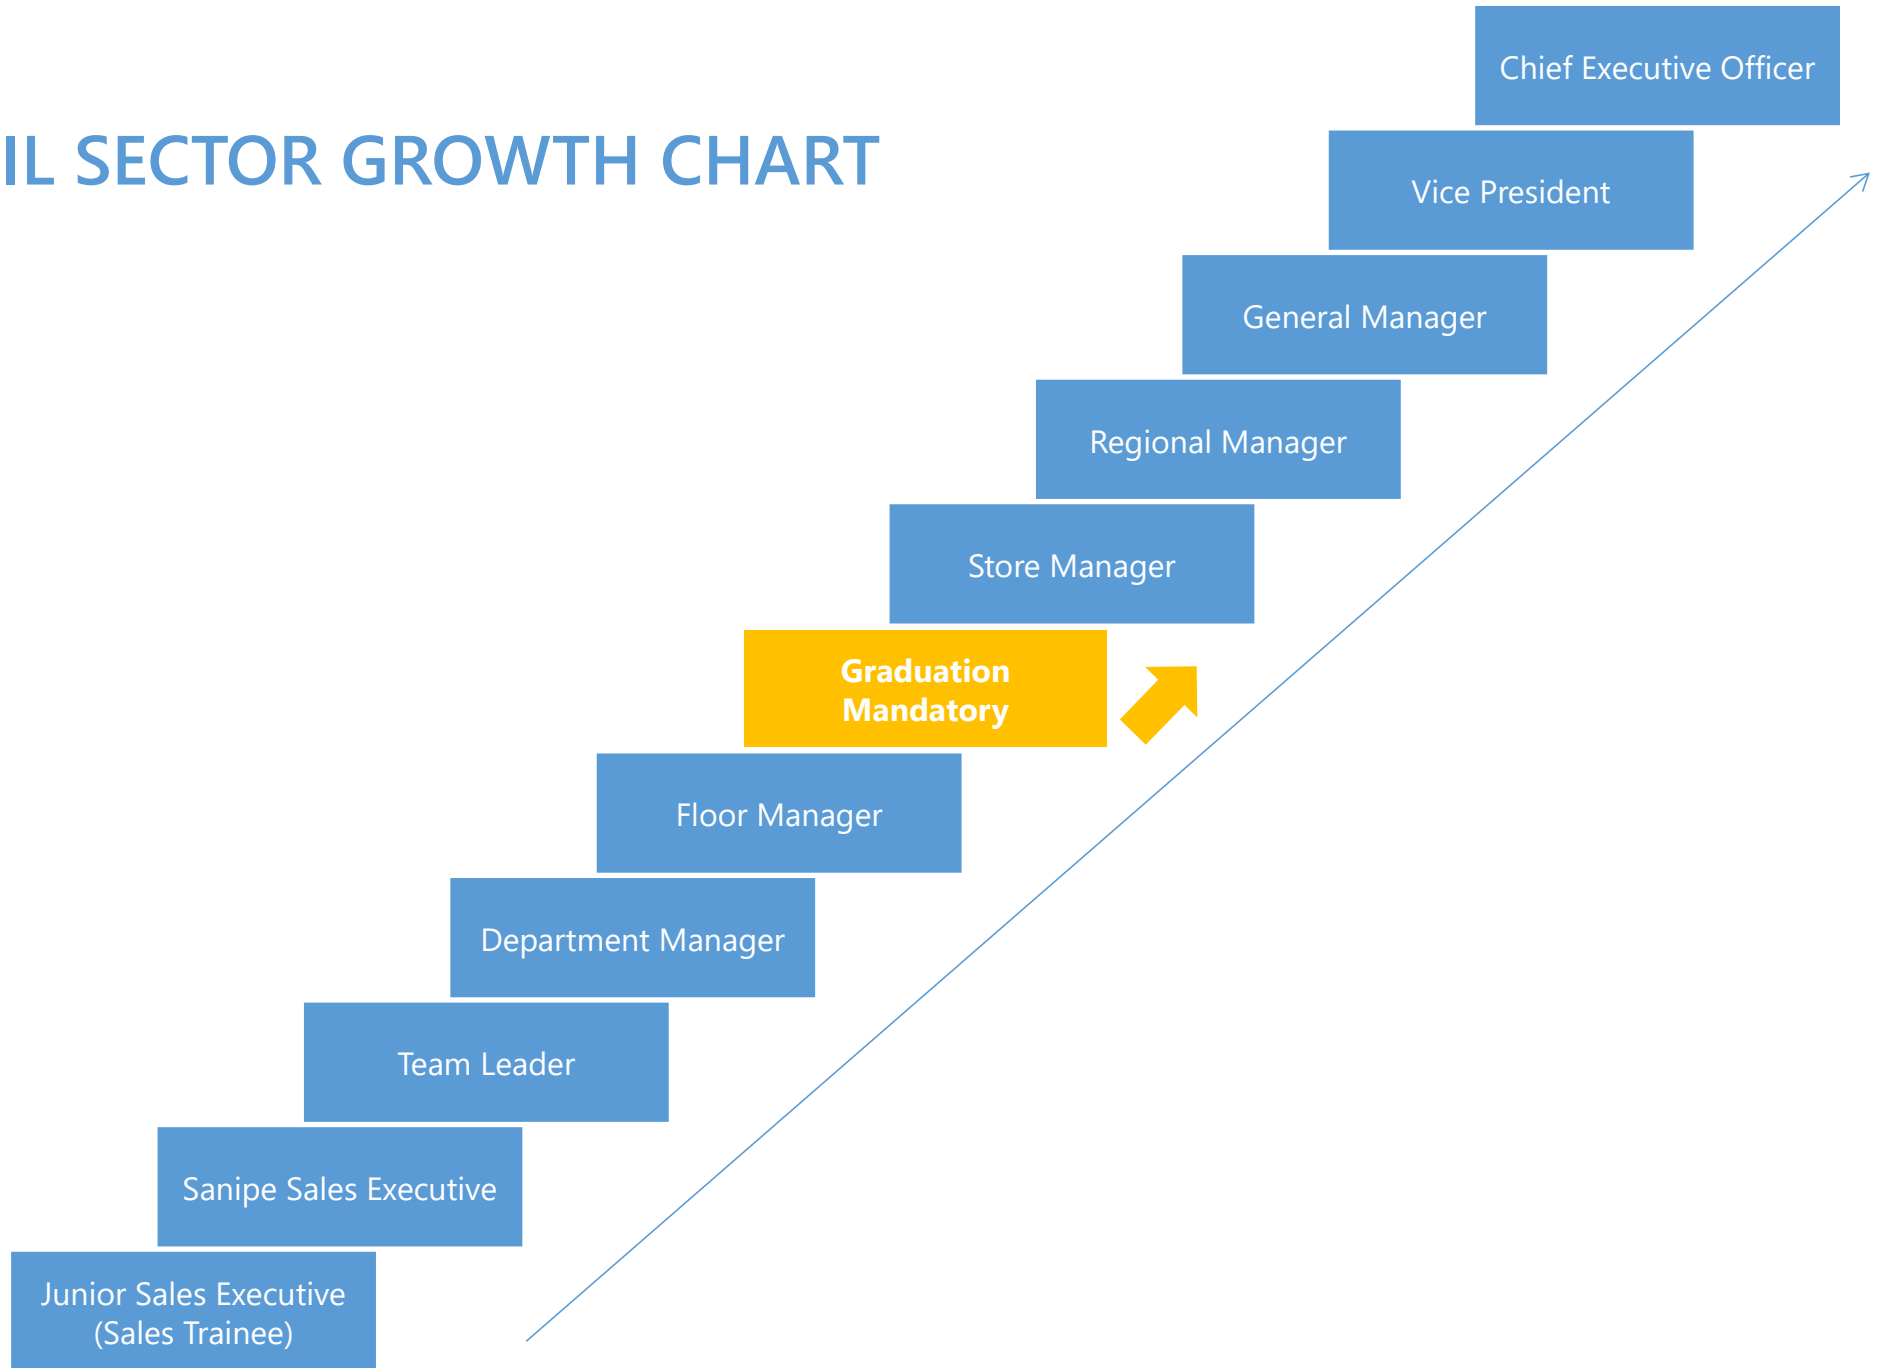 IL SECTOR GROWTH CHART
Chief Executive Officer
Vice President
General Manager
Regional Manager
Store Manager
Graduation
Mandatory
Floor Manager
Department Manager
Team Leader
Sanipe Sales Executive
Junior Sales Executive
(Sales Trainee)